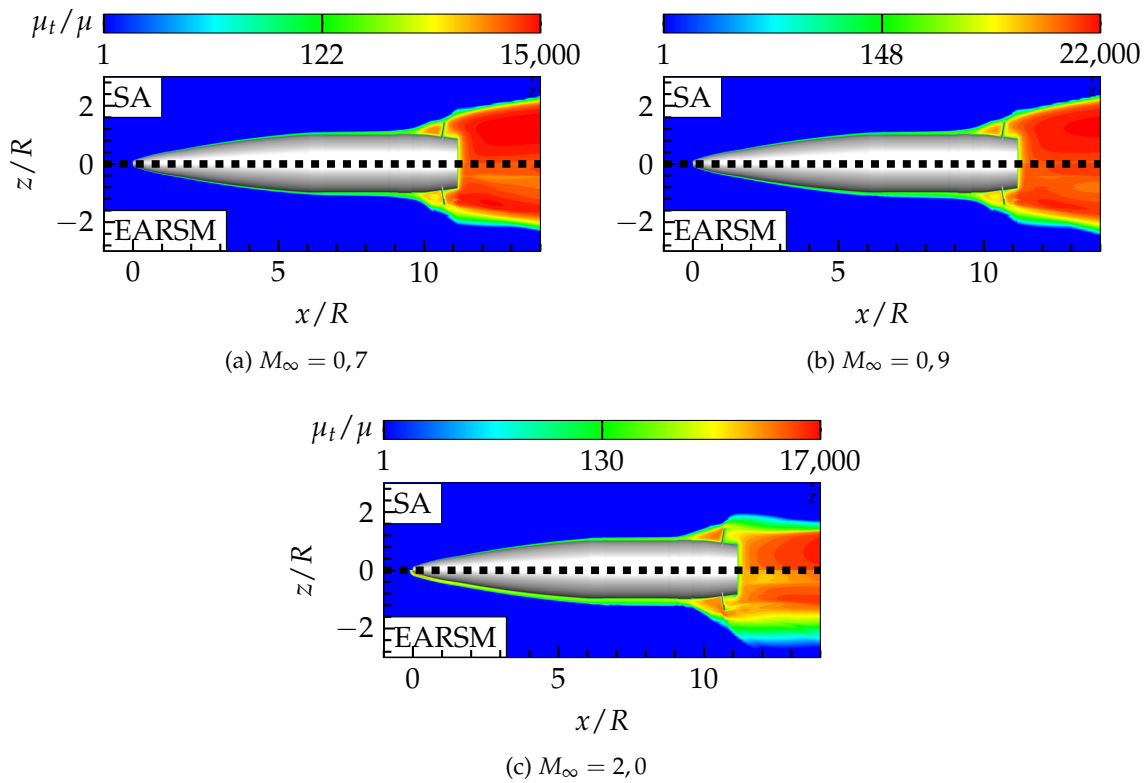 μₜ/μ
1 122 15,000
SA
EARSM
z/R
2
0
−2
0 5 10
x/R
(a) M∞ = 0,7
1 148 22,000
SA
EARSM
z
2
0
−2
0 5 10
x/R
(b) M∞ = 0,9
μₜ/μ
1 130 17,000
SA
EARSM
z
z/R
2
0
−2
0 5 10
x/R
(c) M∞ = 2,0